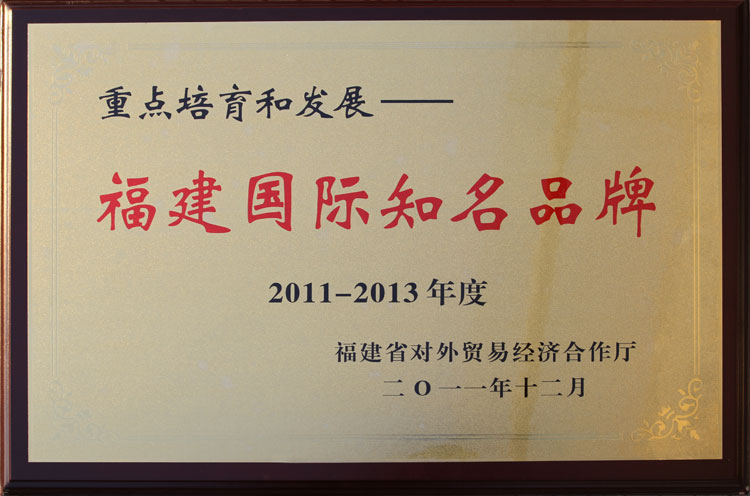 重点培育和发展——
福建国际知名品牌
2011-2013年度
福建省对外贸易经济合作厅
二O一一年十二月